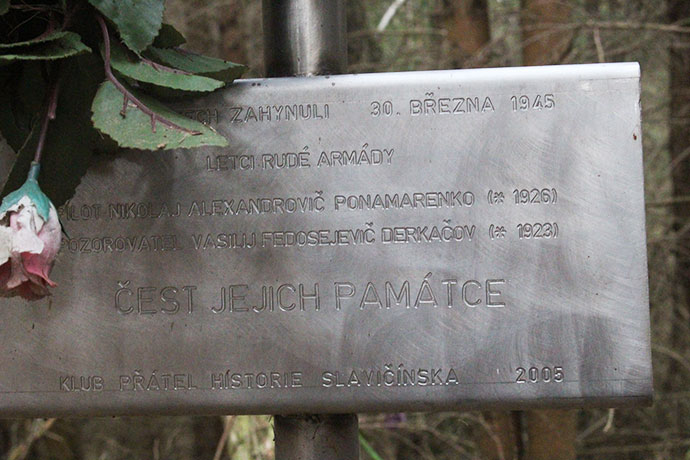 ZAHYNULI 30. BŘEZNA 1945
LETCI RUDÉ ARMÁDY
NIKOLAJ ALEXANDROVIČ PONAMARENKO (* 1926)
POZOROVATEL VASILIJ FEDOSEJEVIČ DERKAČOV (* 1923)
ČEST JEJICH PAMÁTCE
KLUB PŘÁTEL HISTORIE SLAVIČÍNSKA 2005